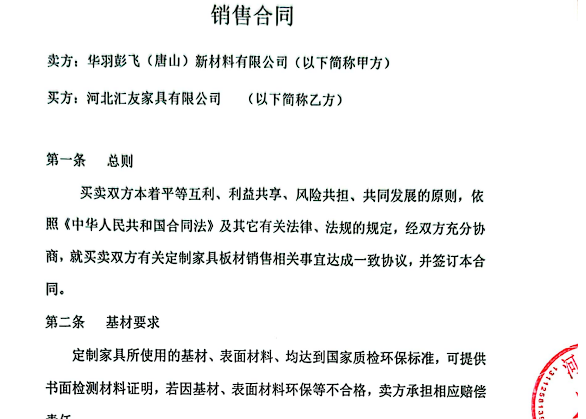 销售合同
卖方：华羽彭飞（唐山）新材料有限公司（以下简称甲方）
买方：河北汇友家具有限公司 （以下简称乙方）
第一条 总则
买卖双方本着平等互利、利益共享、风险共担、共同发展的原则，依
照《中华人民共和国合同法》及其它有关法律、法规的规定，经双方充分协
商，就买卖双方有关定制家具板材销售相关事宜达成一致协议，并签订本合
同。
第二条 基材要求
定制家具所使用的基材、表面材料、均达到国家质检环保标准，可提供
书面检测材料证明，若因基材、表面材料环保等不合格，卖方承担相应赔偿
责任
河